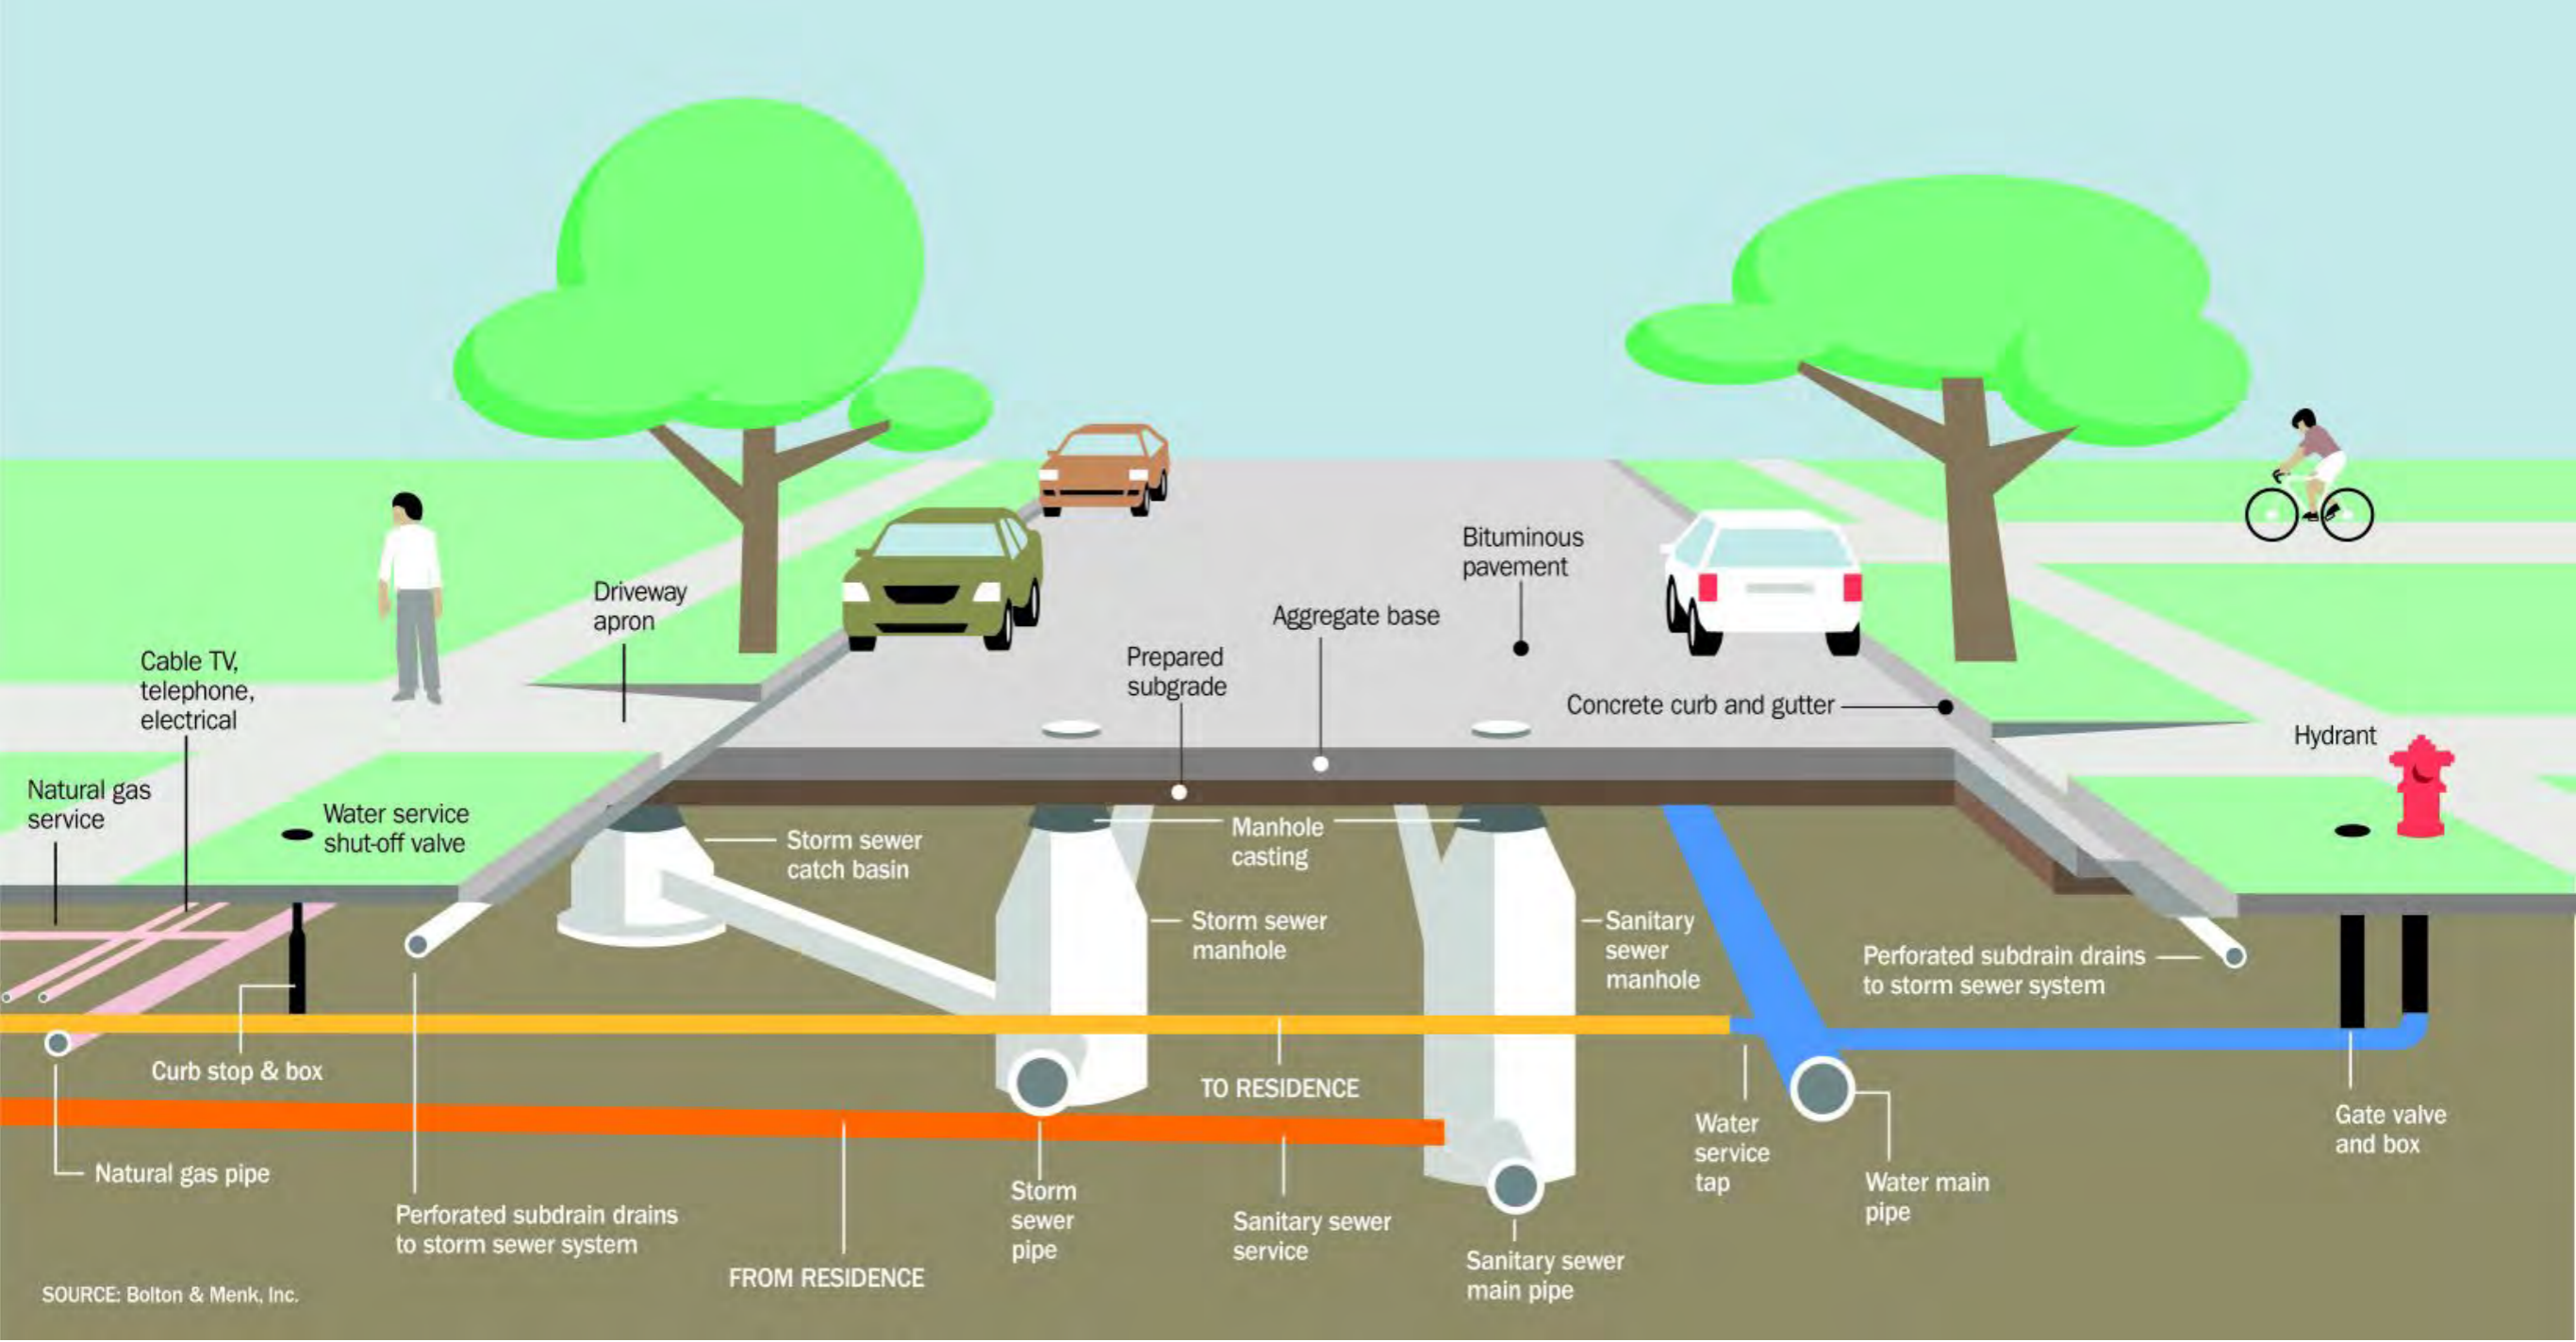 Bituminous
pavement
Driveway
apron
Aggregate base
Prepared
subgrade
Cable TV,
telephone,
electrical
Concrete curb and gutter
Hydrant
Natural gas
service
Water service
shut-off valve
Storm sewer
catch basin
Manhole
casting
Storm sewer
manhole
Sanitary
sewer
manhole
Perforated subdrain drains
to storm sewer system
Curb stop & box
TO RESIDENCE
Water
service
tap
Gate valve
and box
Natural gas pipe
Water main
pipe
Perforated subdrain drains
to storm sewer system
Storm
sewer
pipe
Sanitary sewer
service
FROM RESIDENCE
Sanitary sewer
main pipe
SOURCE: Bolton & Menk, Inc.